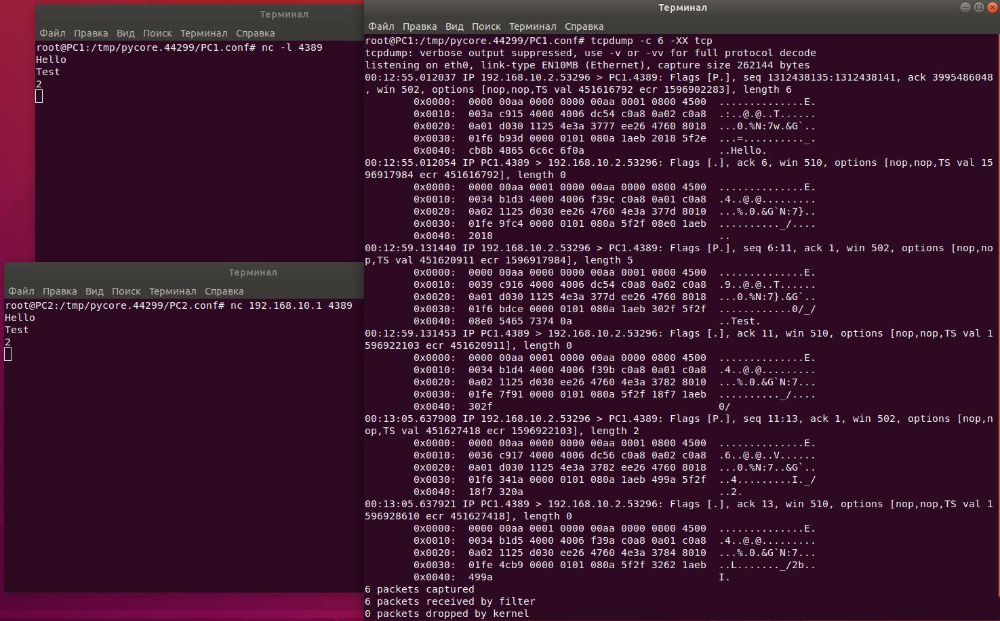 Терминал
Файл Правка Вид Поиск Терминал Справка
root@PC1:/tmp/pycore.44299/PC1.conf# nc -l 4389
Hello
Test
2
Терминал
Файл Правка Вид Поиск Терминал Справка
root@PC2:/tmp/pycore.44299/PC2.conf# nc 192.168.10.1 4389
Hello
Test
2
Терминал
Файл Правка Вид Поиск Терминал Справка
root@PC1:/tmp/pycore.44299/PC1.conf# tcpdump -c 6 -XX tcp
tcpdump: verbose output suppressed, use -v or -vv for full protocol decode
listening on eth0, link-type EN10MB (Ethernet), capture size 262144 bytes
00:12:55.012037 IP 192.168.10.2.53296 > PC1.4389: Flags [P.], seq 1312438135:1312438141, ack 3995486048
, win 502, options [nop,nop,TS val 451616792 ecr 1596902283], length 6
0x0000:  0000 00aa 0000 0000 00aa 0001 0800 4500  ..............E.
0x0010:  003a c915 4000 4006 dc54 c0a8 0a02 c0a8  .:..@.@..T......
0x0020:  0a01 d030 1125 4e3a 3777 ee26 4760 8018  ...0.%N:7w.&G`..
0x0030:  01f6 b93d 0000 0101 080a 1aeb 2018 5f2e  ...=.........._.
0x0040:  cb8b 4865 6c6c 6f0a  ..Hello.
00:12:55.012054 IP PC1.4389 > 192.168.10.2.53296: Flags [.], ack 6, win 510, options [nop,nop,TS val 15
96917984 ecr 451616792], length 0
0x0000:  0000 00aa 0001 0000 00aa 0000 0800 4500  ..............E.
0x0010:  0034 b1d3 4000 4006 f39c c0a8 0a01 c0a8  .4..@.@.........
0x0020:  0a02 1125 d030 ee26 4760 4e3a 377d 8010  ...%.0.&G`N:7}..
0x0030:  01fe 9fc4 0000 0101 080a 5f2f 08e0 1aeb  .........._/....
0x0040:  2018  ..
00:12:59.131440 IP 192.168.10.2.53296 > PC1.4389: Flags [P.], seq 6:11, ack 1, win 502, options [nop,no
p,TS val 451620911 ecr 1596917984], length 5
0x0000:  0000 00aa 0000 0000 00aa 0001 0800 4500  ..............E.
0x0010:  0039 c916 4000 4006 dc54 c0a8 0a02 c0a8  .9..@.@..T......
0x0020:  0a01 d030 1125 4e3a 377d ee26 4760 8018  ...0.%N:7}.&G`..
0x0030:  01f6 bdce 0000 0101 080a 1aeb 302f 5f2f  ............0/_/
0x0040:  08e0 5465 7374 0a  ..Test.
00:12:59.131453 IP PC1.4389 > 192.168.10.2.53296: Flags [.], ack 11, win 510, options [nop,nop,TS val 1
596922103 ecr 451620911], length 0
0x0000:  0000 00aa 0001 0000 00aa 0000 0800 4500  ..............E.
0x0010:  0034 b1d4 4000 4006 f39b c0a8 0a01 c0a8  .4..@.@.........
0x0020:  0a02 1125 d030 ee26 4760 4e3a 3782 8010  ...%.0.&G`N:7...
0x0030:  01fe 7f91 0000 0101 080a 5f2f 18f7 1aeb  .........._/....
0x0040:  302f  0/
00:13:05.637908 IP 192.168.10.2.53296 > PC1.4389: Flags [P.], seq 11:13, ack 1, win 502, options [nop,n
op,TS val 451627418 ecr 1596922103], length 2
0x0000:  0000 00aa 0000 0000 00aa 0001 0800 4500  ..............E.
0x0010:  0036 c917 4000 4006 dc56 c0a8 0a02 c0a8  .6..@.@..V......
0x0020:  0a01 d030 1125 4e3a 3782 ee26 4760 8018  ...0.%N:7..&G`..
0x0030:  01f6 341a 0000 0101 080a 1aeb 499a 5f2f  ..4.........I._/
0x0040:  18f7 320a  ..2.
00:13:05.637921 IP PC1.4389 > 192.168.10.2.53296: Flags [.], ack 13, win 510, options [nop,nop,TS val 1
596928610 ecr 451627418], length 0
0x0000:  0000 00aa 0001 0000 00aa 0000 0800 4500  ..............E.
0x0010:  0034 b1d5 4000 4006 f39a c0a8 0a01 c0a8  .4..@.@.........
0x0020:  0a02 1125 d030 ee26 4760 4e3a 3784 8010  ...%.0.&G`N:7...
0x0030:  01fe 4cb9 0000 0101 080a 5f2f 3262 1aeb  ..L......._/2b..
0x0040:  499a  I.
6 packets captured
6 packets received by filter
0 packets dropped by kernel